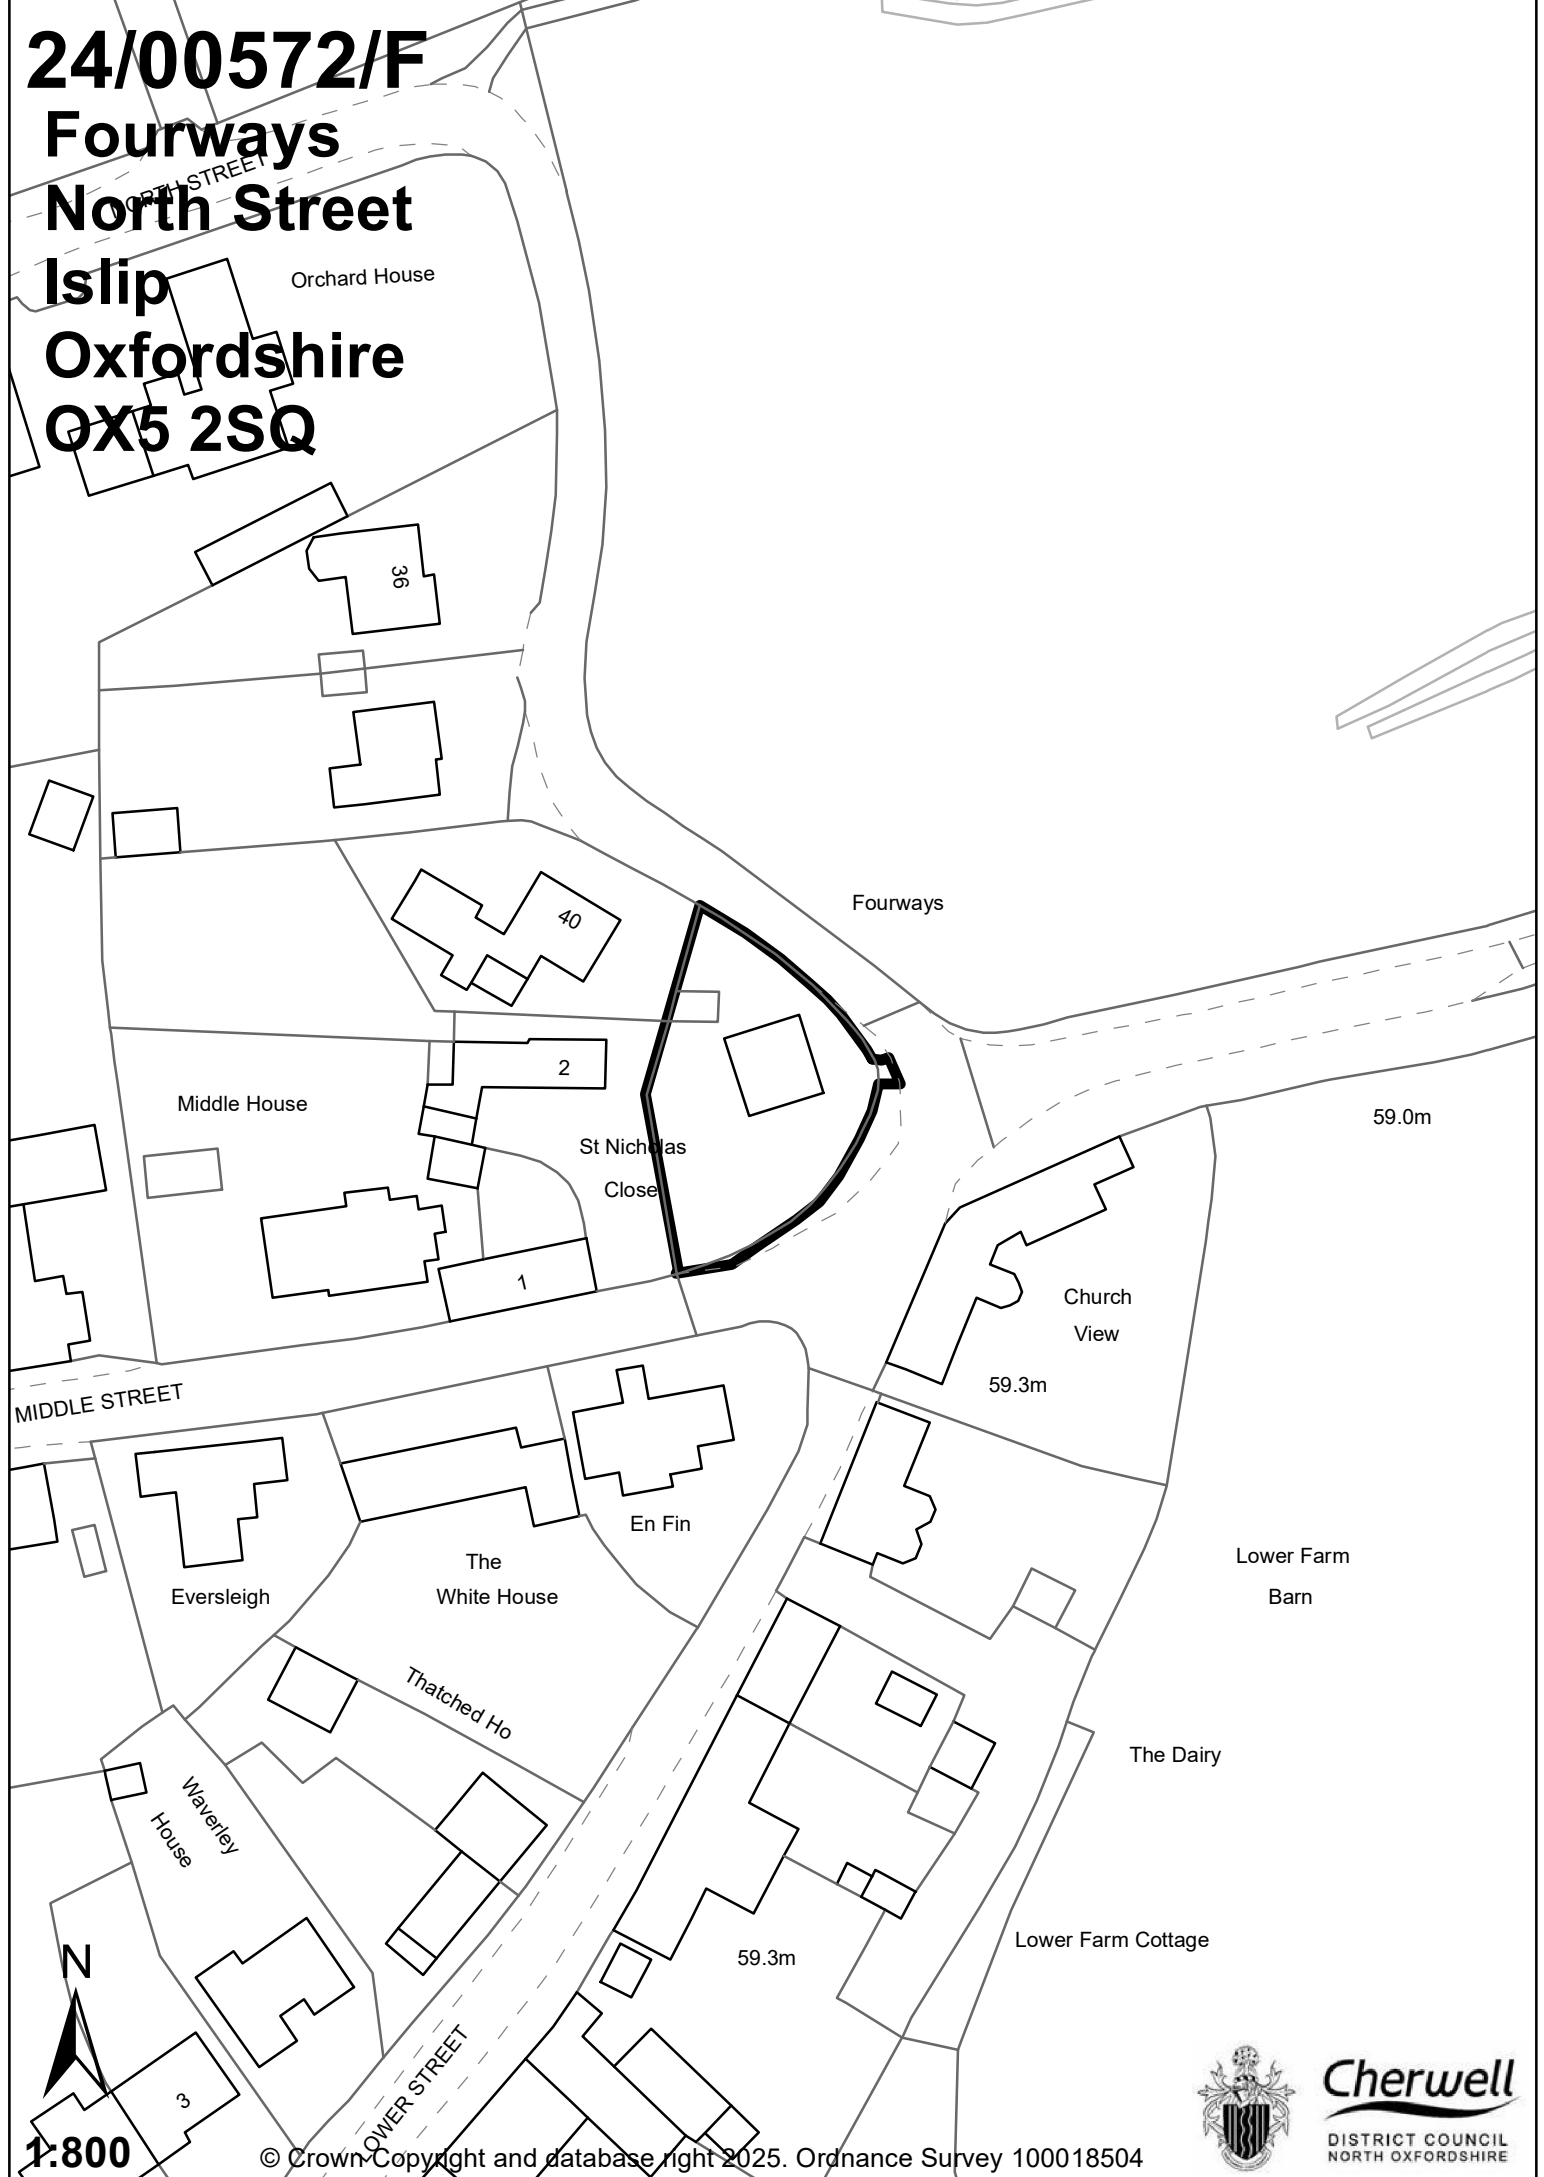 24/00572/F
Fourways
NORTH STREET
North Street
Islip
Orchard House
Oxfordshire
OX5 2SQ
36
40
Fourways
2
Middle House
59.0m
St Nicholas
Close
1
Church
View
MIDDLE STREET
59.3m
En Fin
The
White House
Eversleigh
Lower Farm
Barn
Thatched Ho
The Dairy
Waverley
House
Lower Farm Cottage
59.3m
N
LOWER STREET
3
1:800
© Crown Copyright and database right 2025. Ordnance Survey 100018504
Cherwell
DISTRICT COUNCIL
NORTH OXFORDSHIRE